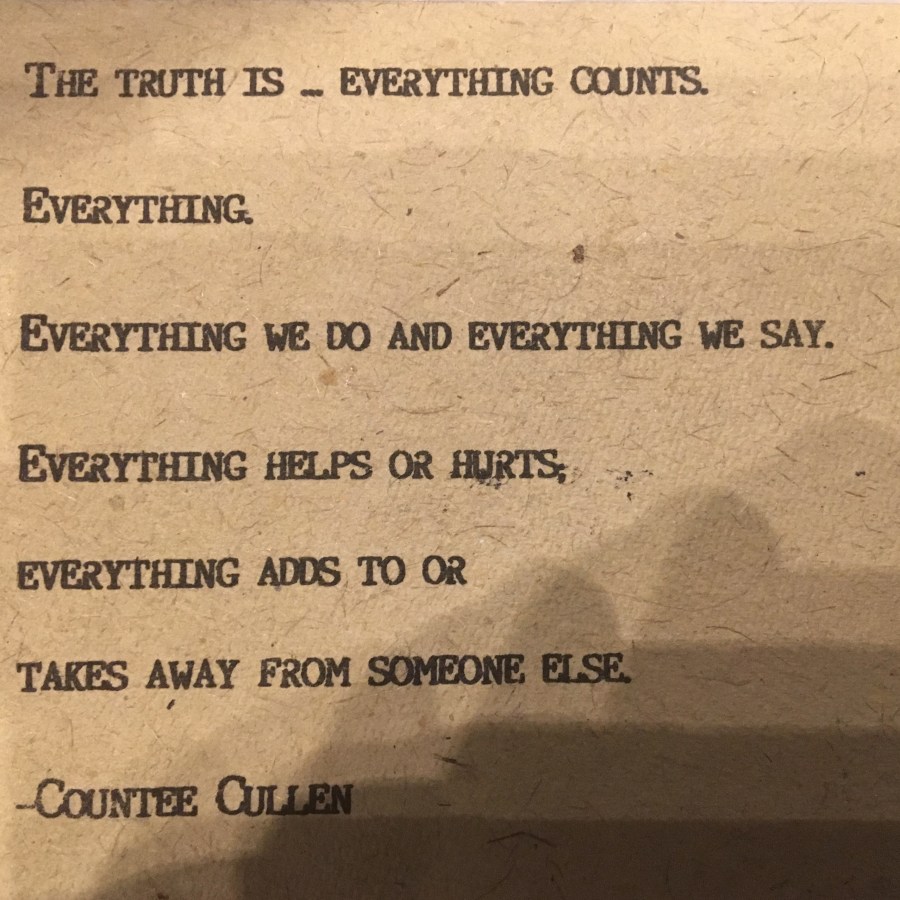 The truth is ... everything counts.
Everything.
Everything we do and everything we say.
Everything helps or hurts;
everything adds to or
takes away from someone else.
-Countee Cullen